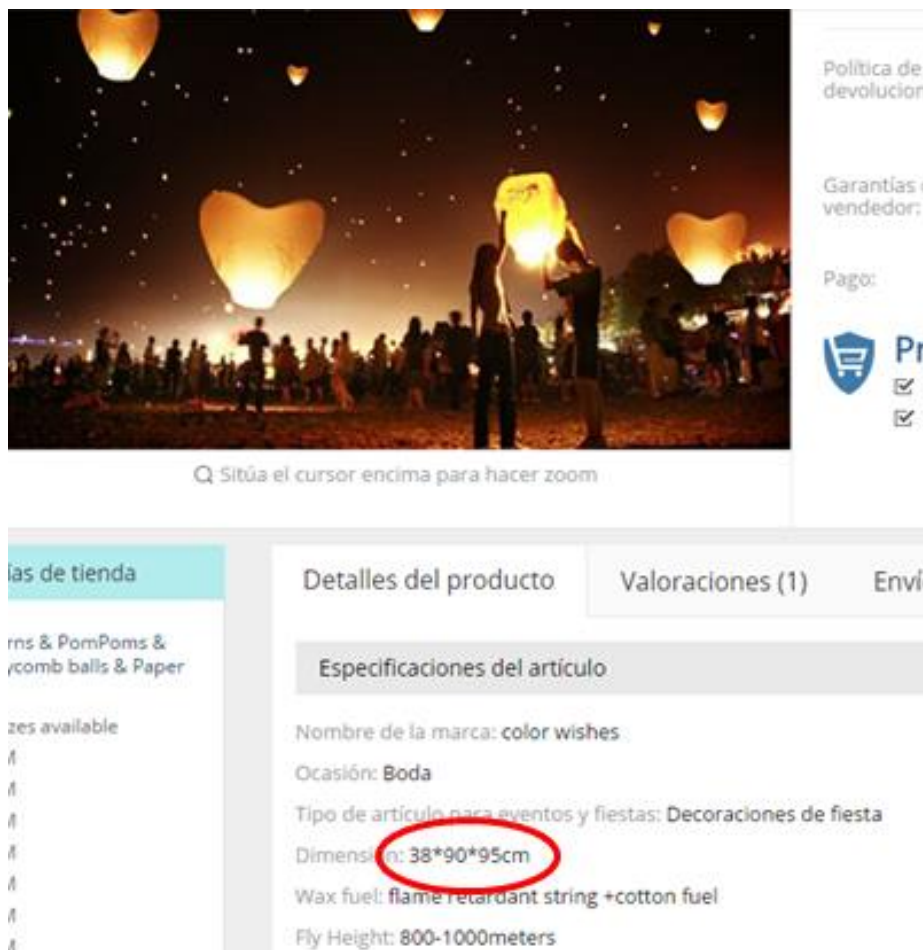 Política de
devolucion
Garantías
vendedor:
Pago:
Pr
Sitúa el cursor encima para hacer zoom
ías de tienda
Detalles del producto
Valoraciones (1)
Enví
rns & PomPoms &
ycomb balls & Paper
zes available
M
M
M
M
M
M
M
Especificaciones del artículo
Nombre de la marca: color wishes
Ocasión: Boda
Tipo de artículo para eventos y fiestas: Decoraciones de fiesta
Dimensión: 38*90*95cm
Wax fuel: flame retardant string +cotton fuel
Fly Height: 800-1000meters